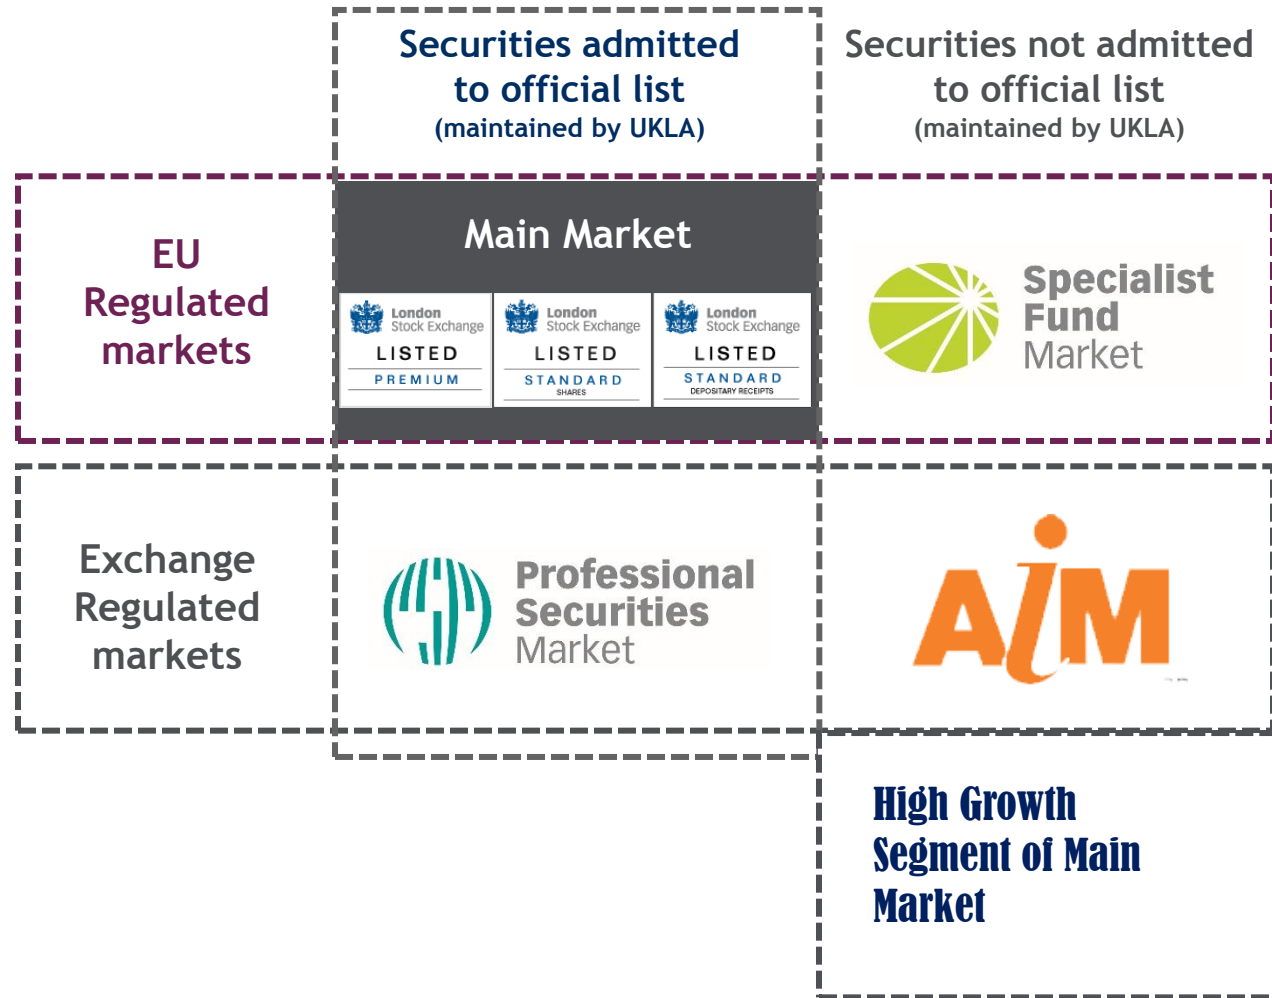 Securities admitted
to official list
(maintained by UKLA)
Securities not admitted
to official list
(maintained by UKLA)
EU
Regulated
markets
Main Market
London
Stock Exchange
LISTED
PREMIUM
London
Stock Exchange
LISTED
STANDARD
SHARES
London
Stock Exchange
LISTED
STANDARD
DEPOSITARY RECEIPTS
Specialist
Fund
Market
Exchange
Regulated
markets
Professional
Securities
Market
AiM
High Growth
Segment of Main
Market